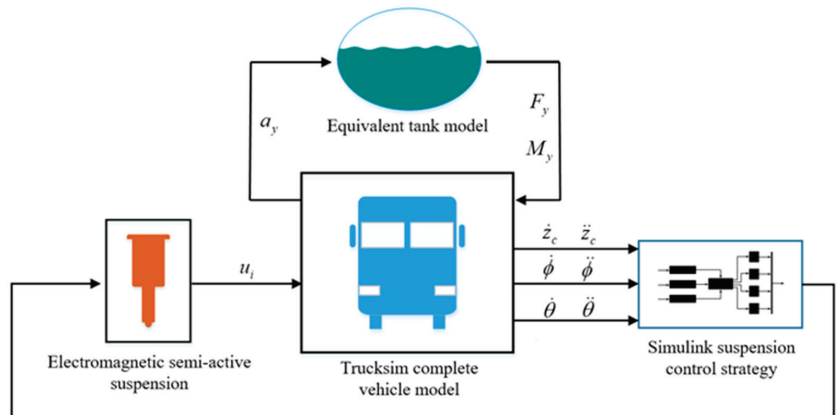 Equivalent tank model
a_y
F_y
M_y
u_i
ż_c z̈_c
ϕ̇ ϕ̈
θ̇ θ̈
Electromagnetic semi-active
suspension
Trucksim complete
vehicle model
Simulink suspension
control strategy